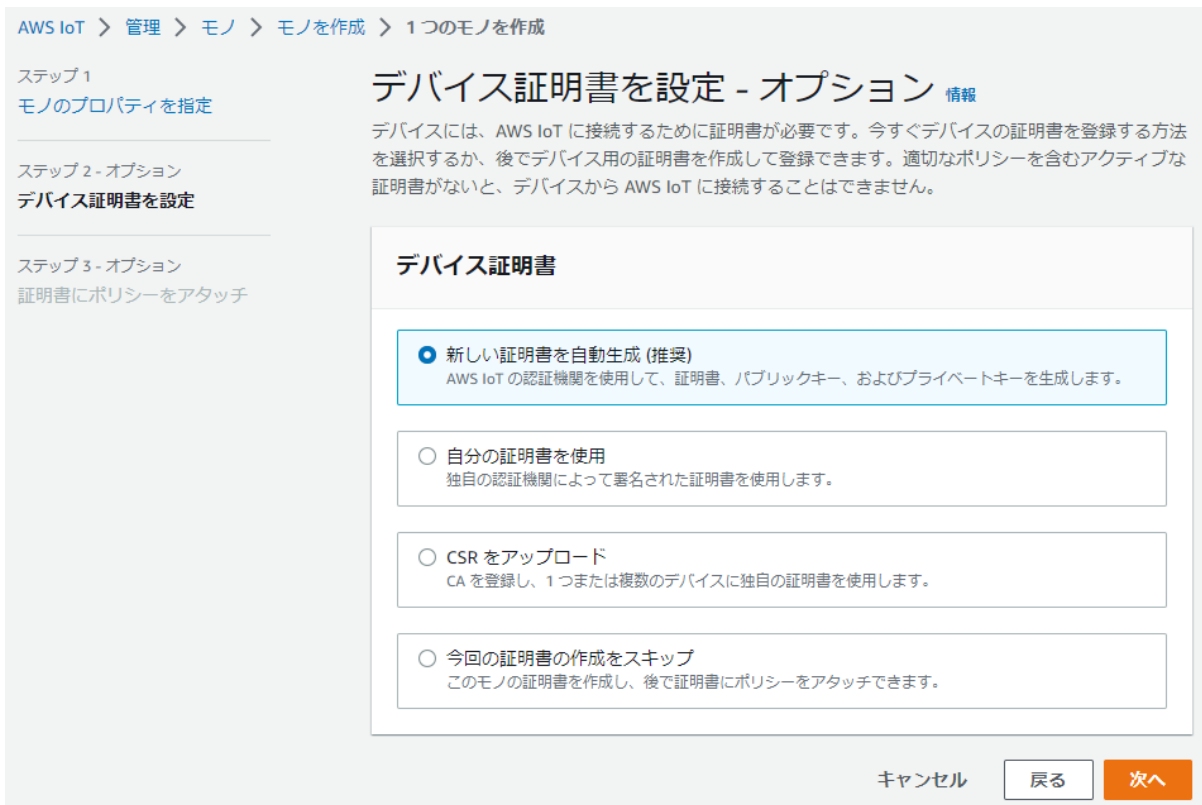 AWS IoT > 管理 > モノ > モノを作成 > 1 つのモノを作成
ステップ 1
モノのプロパティを指定
ステップ 2 - オプション
デバイス証明書を設定
ステップ 3 - オプション
証明書にポリシーをアタッチ
デバイス証明書を設定 - オプション 情報
デバイスには、AWS IoT に接続するために証明書が必要です。今すぐデバイスの証明書を登録する方法
を選択するか、後でデバイス用の証明書を作成して登録できます。適切なポリシーを含むアクティブな
証明書がないと、デバイスから AWS IoT に接続することはできません。
デバイス証明書
新しい証明書を自動生成 (推奨)
AWS IoT の認証機関を使用して、証明書、パブリックキー、およびプライベートキーを生成します。
自分の証明書を使用
独自の認証機関によって署名された証明書を使用します。
CSR をアップロード
CA を登録し、1 つまたは複数のデバイスに独自の証明書を使用します。
今回の証明書の作成をスキップ
このモノの証明書を作成し、後で証明書にポリシーをアタッチできます。
キャンセル 戻る 次へ